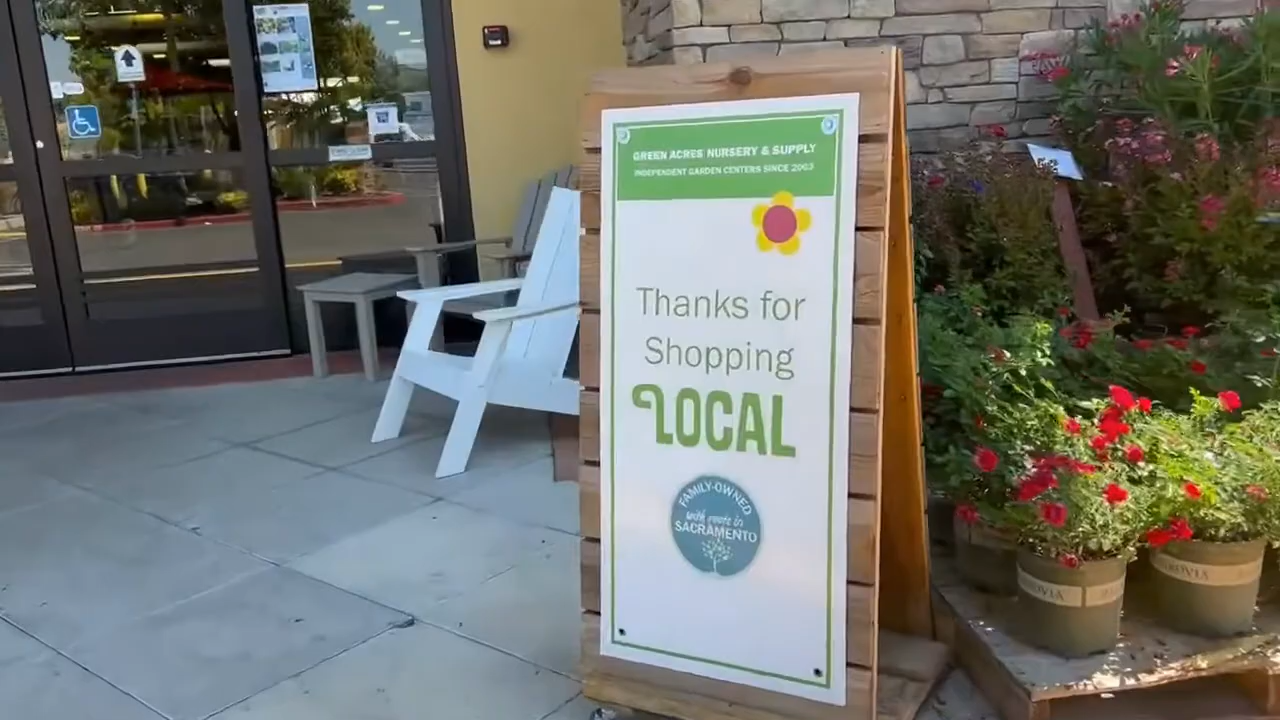 GREEN ACRES NURSERY & SUPPLY
INDEPENDENT GARDEN CENTERS SINCE 2003
Thanks for
Shopping
LOCAL
FAMILY-OWNED
with roots in
SACRAMENTO